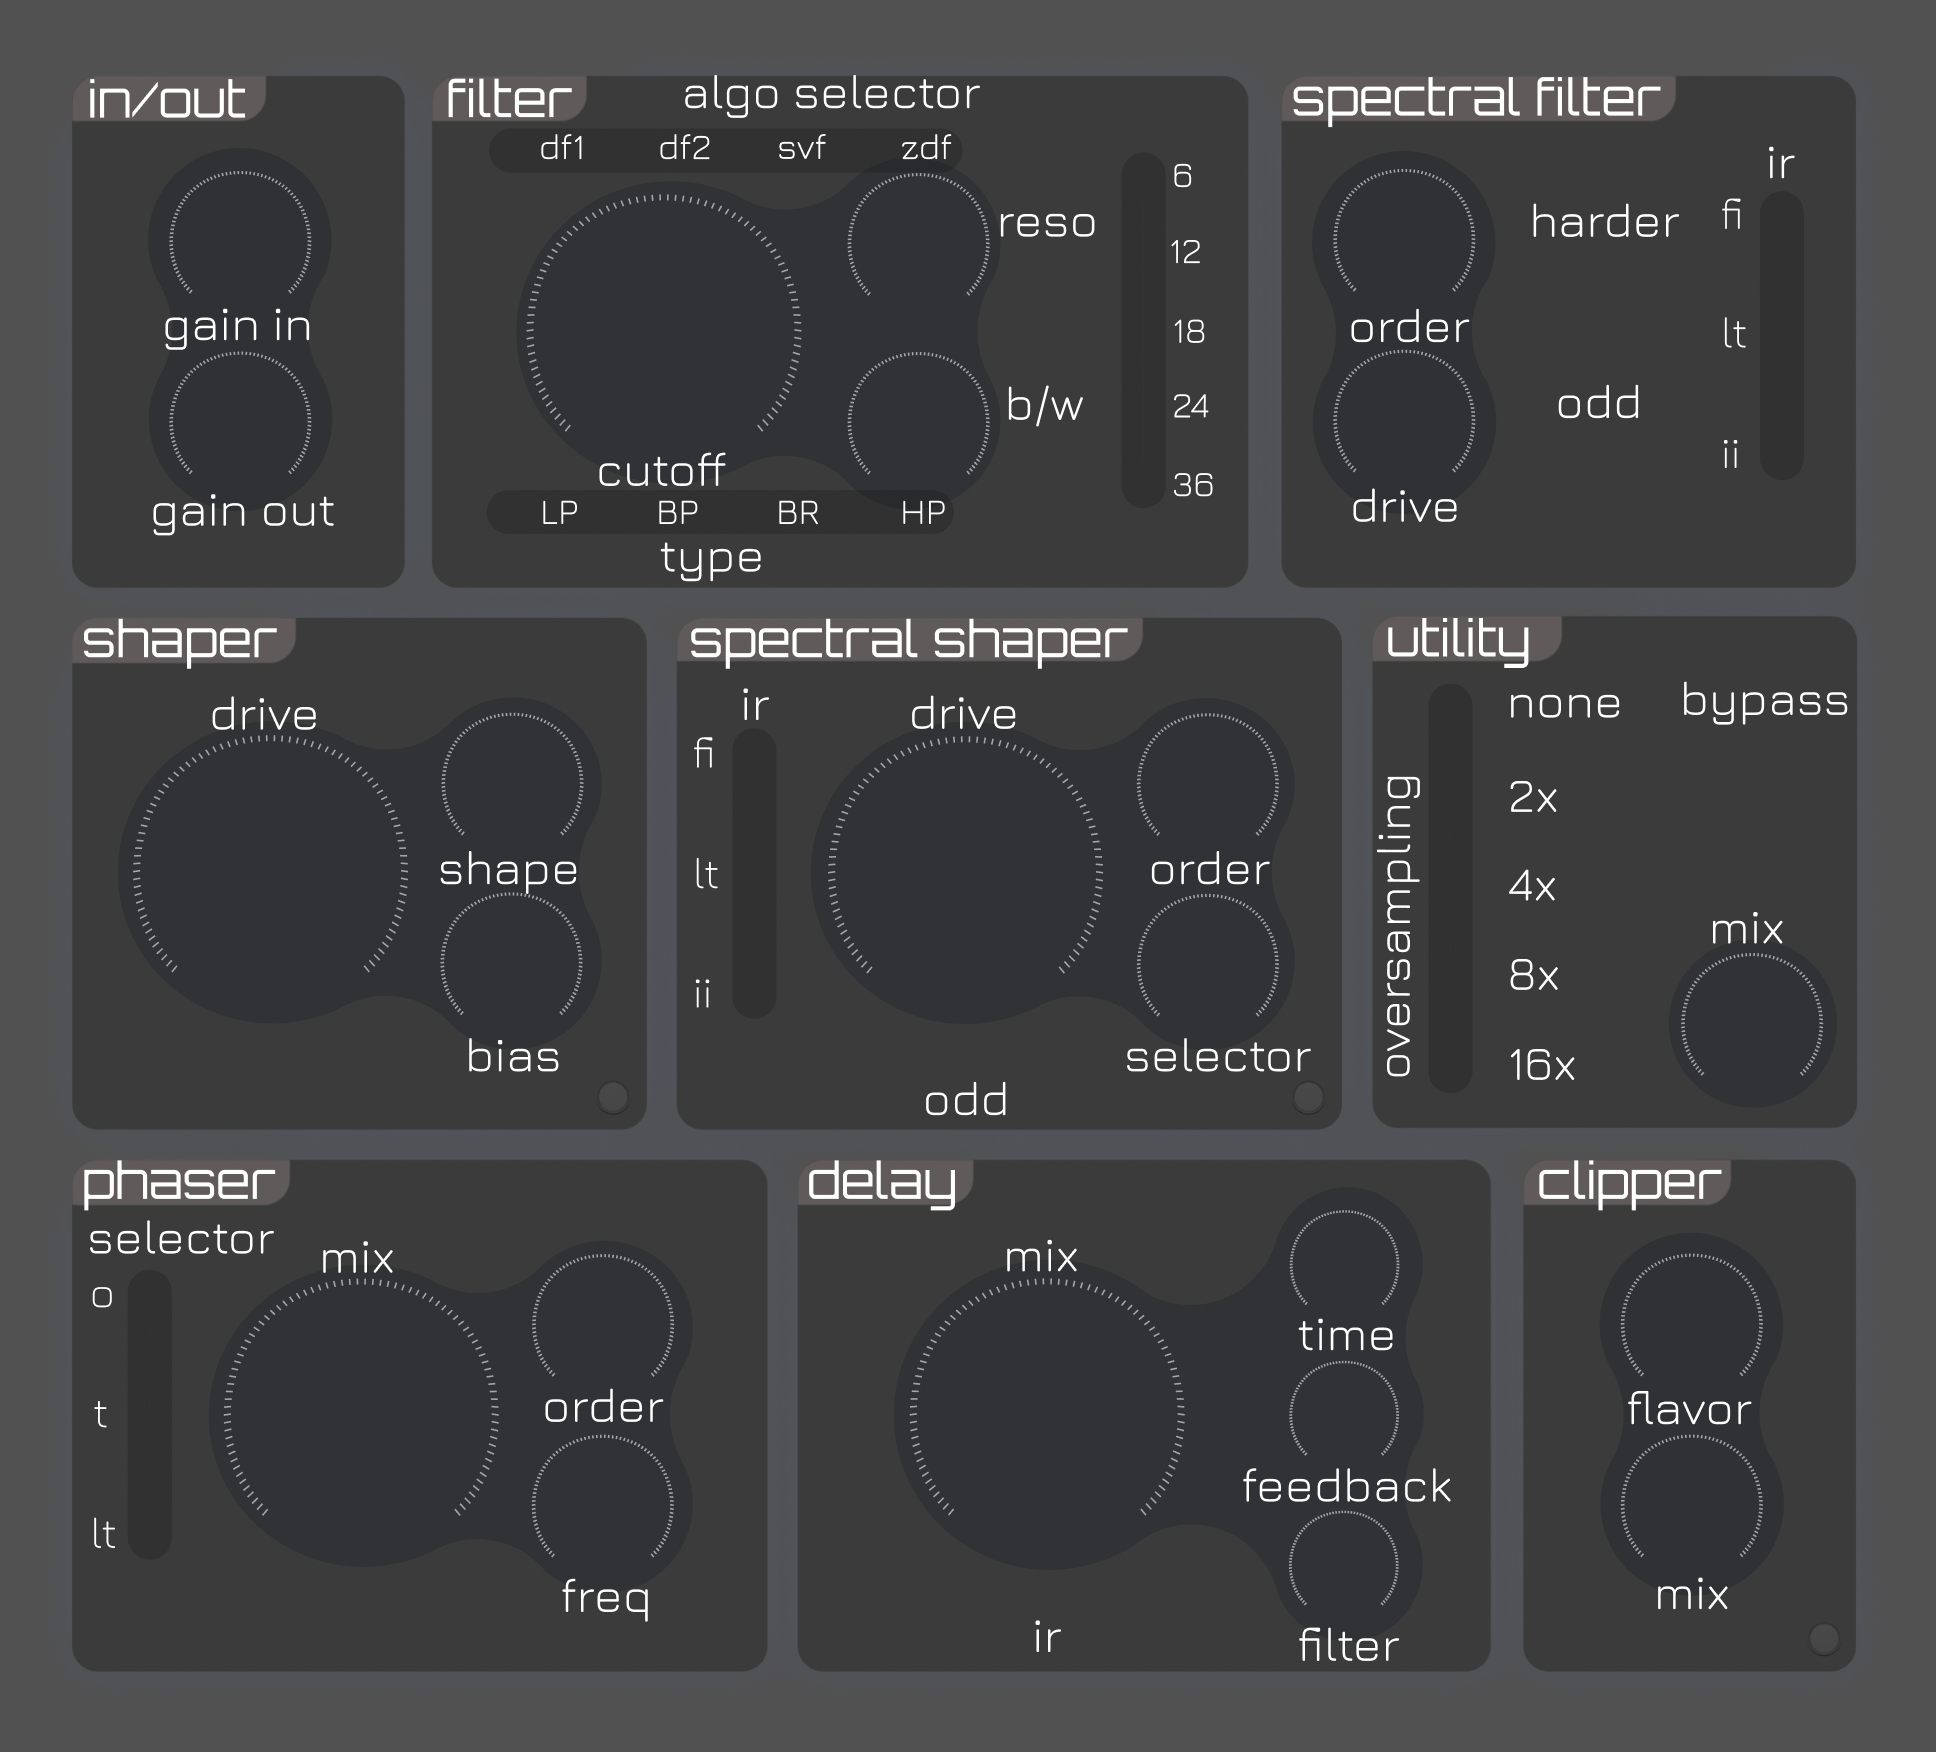 in/out
gain in
gain out
filter
algo selector
df1 df2 svf zdf
reso
b/w
cutoff
LP BP BR HP
type
6
12
18
24
36
spectral filter
order
drive
harder
odd
ir
fi
lt
ii
shaper
drive
shape
bias
spectral shaper
ir
fi
lt
ii
drive
order
selector
odd
utility
oversampling
none
2x
4x
8x
16x
bypass
mix
phaser
selector
o
t
lt
mix
order
freq
delay
mix
time
feedback
filter
ir
clipper
flavor
mix